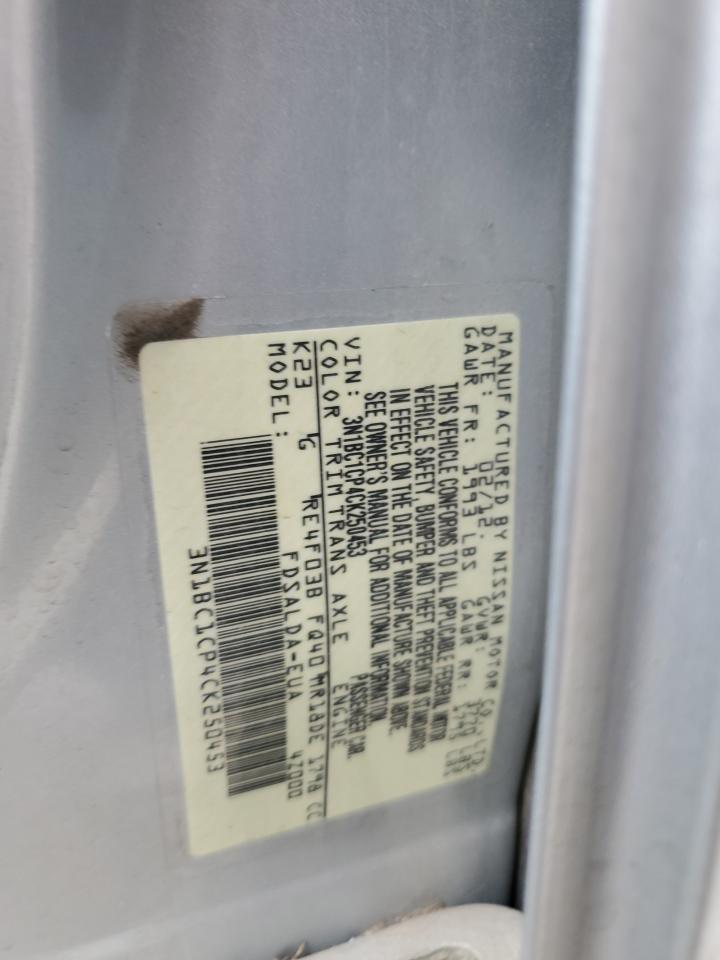 MANUFACTURED BY NISSAN MOTOR CO., LTD.
DATE: 02/12 GVWR: LBS
GAWR FR: 1993 LBS GAWR RR: LBS
THIS VEHICLE CONFORMS TO ALL APPLICABLE FEDERAL MOTOR
VEHICLE SAFETY, BUMPER AND THEFT PREVENTION STANDARDS
IN EFFECT ON THE DATE OF MANUFACTURE SHOWN ABOVE.
SEE OWNER'S MANUAL FOR ADDITIONAL INFORMATION.
VIN: 3N1BC1CP4CK250453 PASSENGER CAR
COLOR TRIM TRANS AXLE ENGINE
K23 G RE4F03B FQ40 MR18DE 1798 CC
MODEL: FDSALDA-EUA 4Z000
3N1BC1CP4CK250453